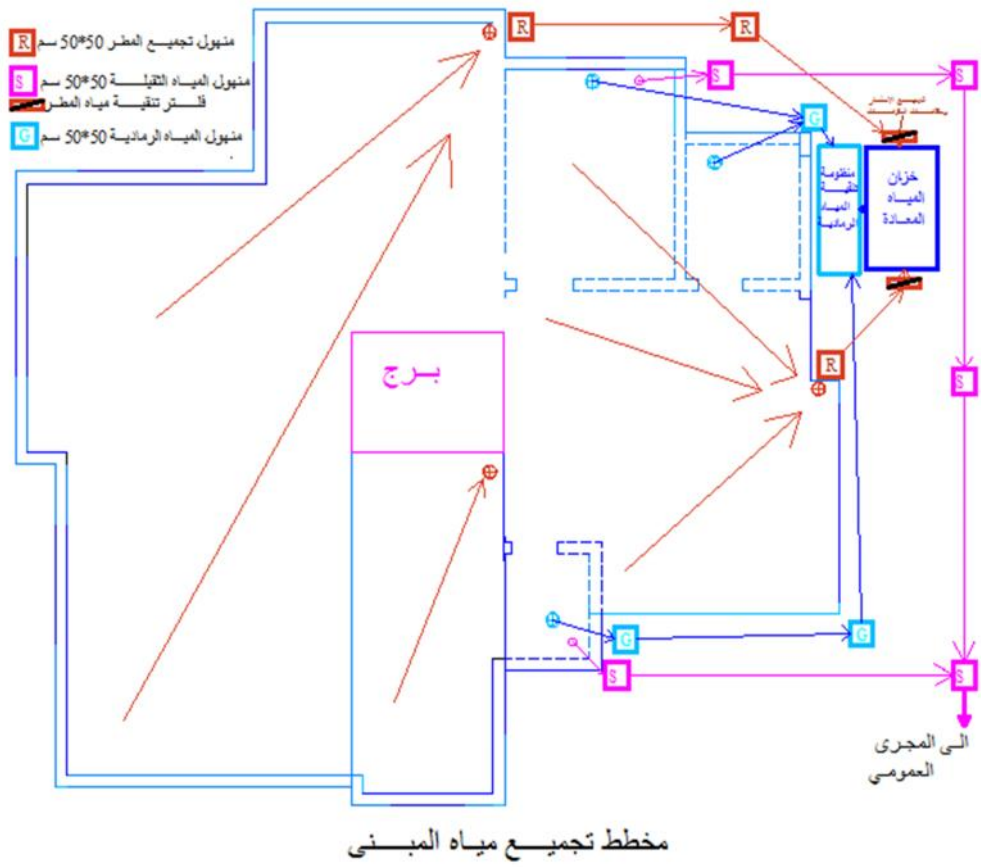 R منهول تجميع المطر 50*50 سم
S منهول المياه الثقيلة 50*50 سم
فلتر تنقية مياه المطر
G منهول المياه الرمادية 50*50 سم
R
R
S
S
G
منظومة
تنقية
المياه
الرمادية
خزان
المياه
المعادة
برج
R
S
G
G
S
S
الى المجرى
العمومي
مخطط تجميع مياه المبنى